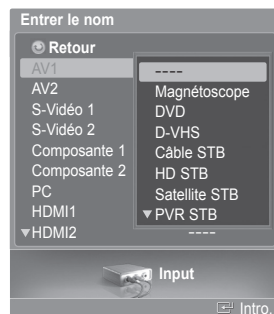 Entrer le nom
Retour
AV1
AV2
S-Vidéo 1
S-Vidéo 2
Composante 1
Composante 2
PC
HDMI1
▼HDMI2
----
Magnétoscope
DVD
D-VHS
Câble STB
HD STB
Satellite STB
▼PVR STB
----
Input
Intro.